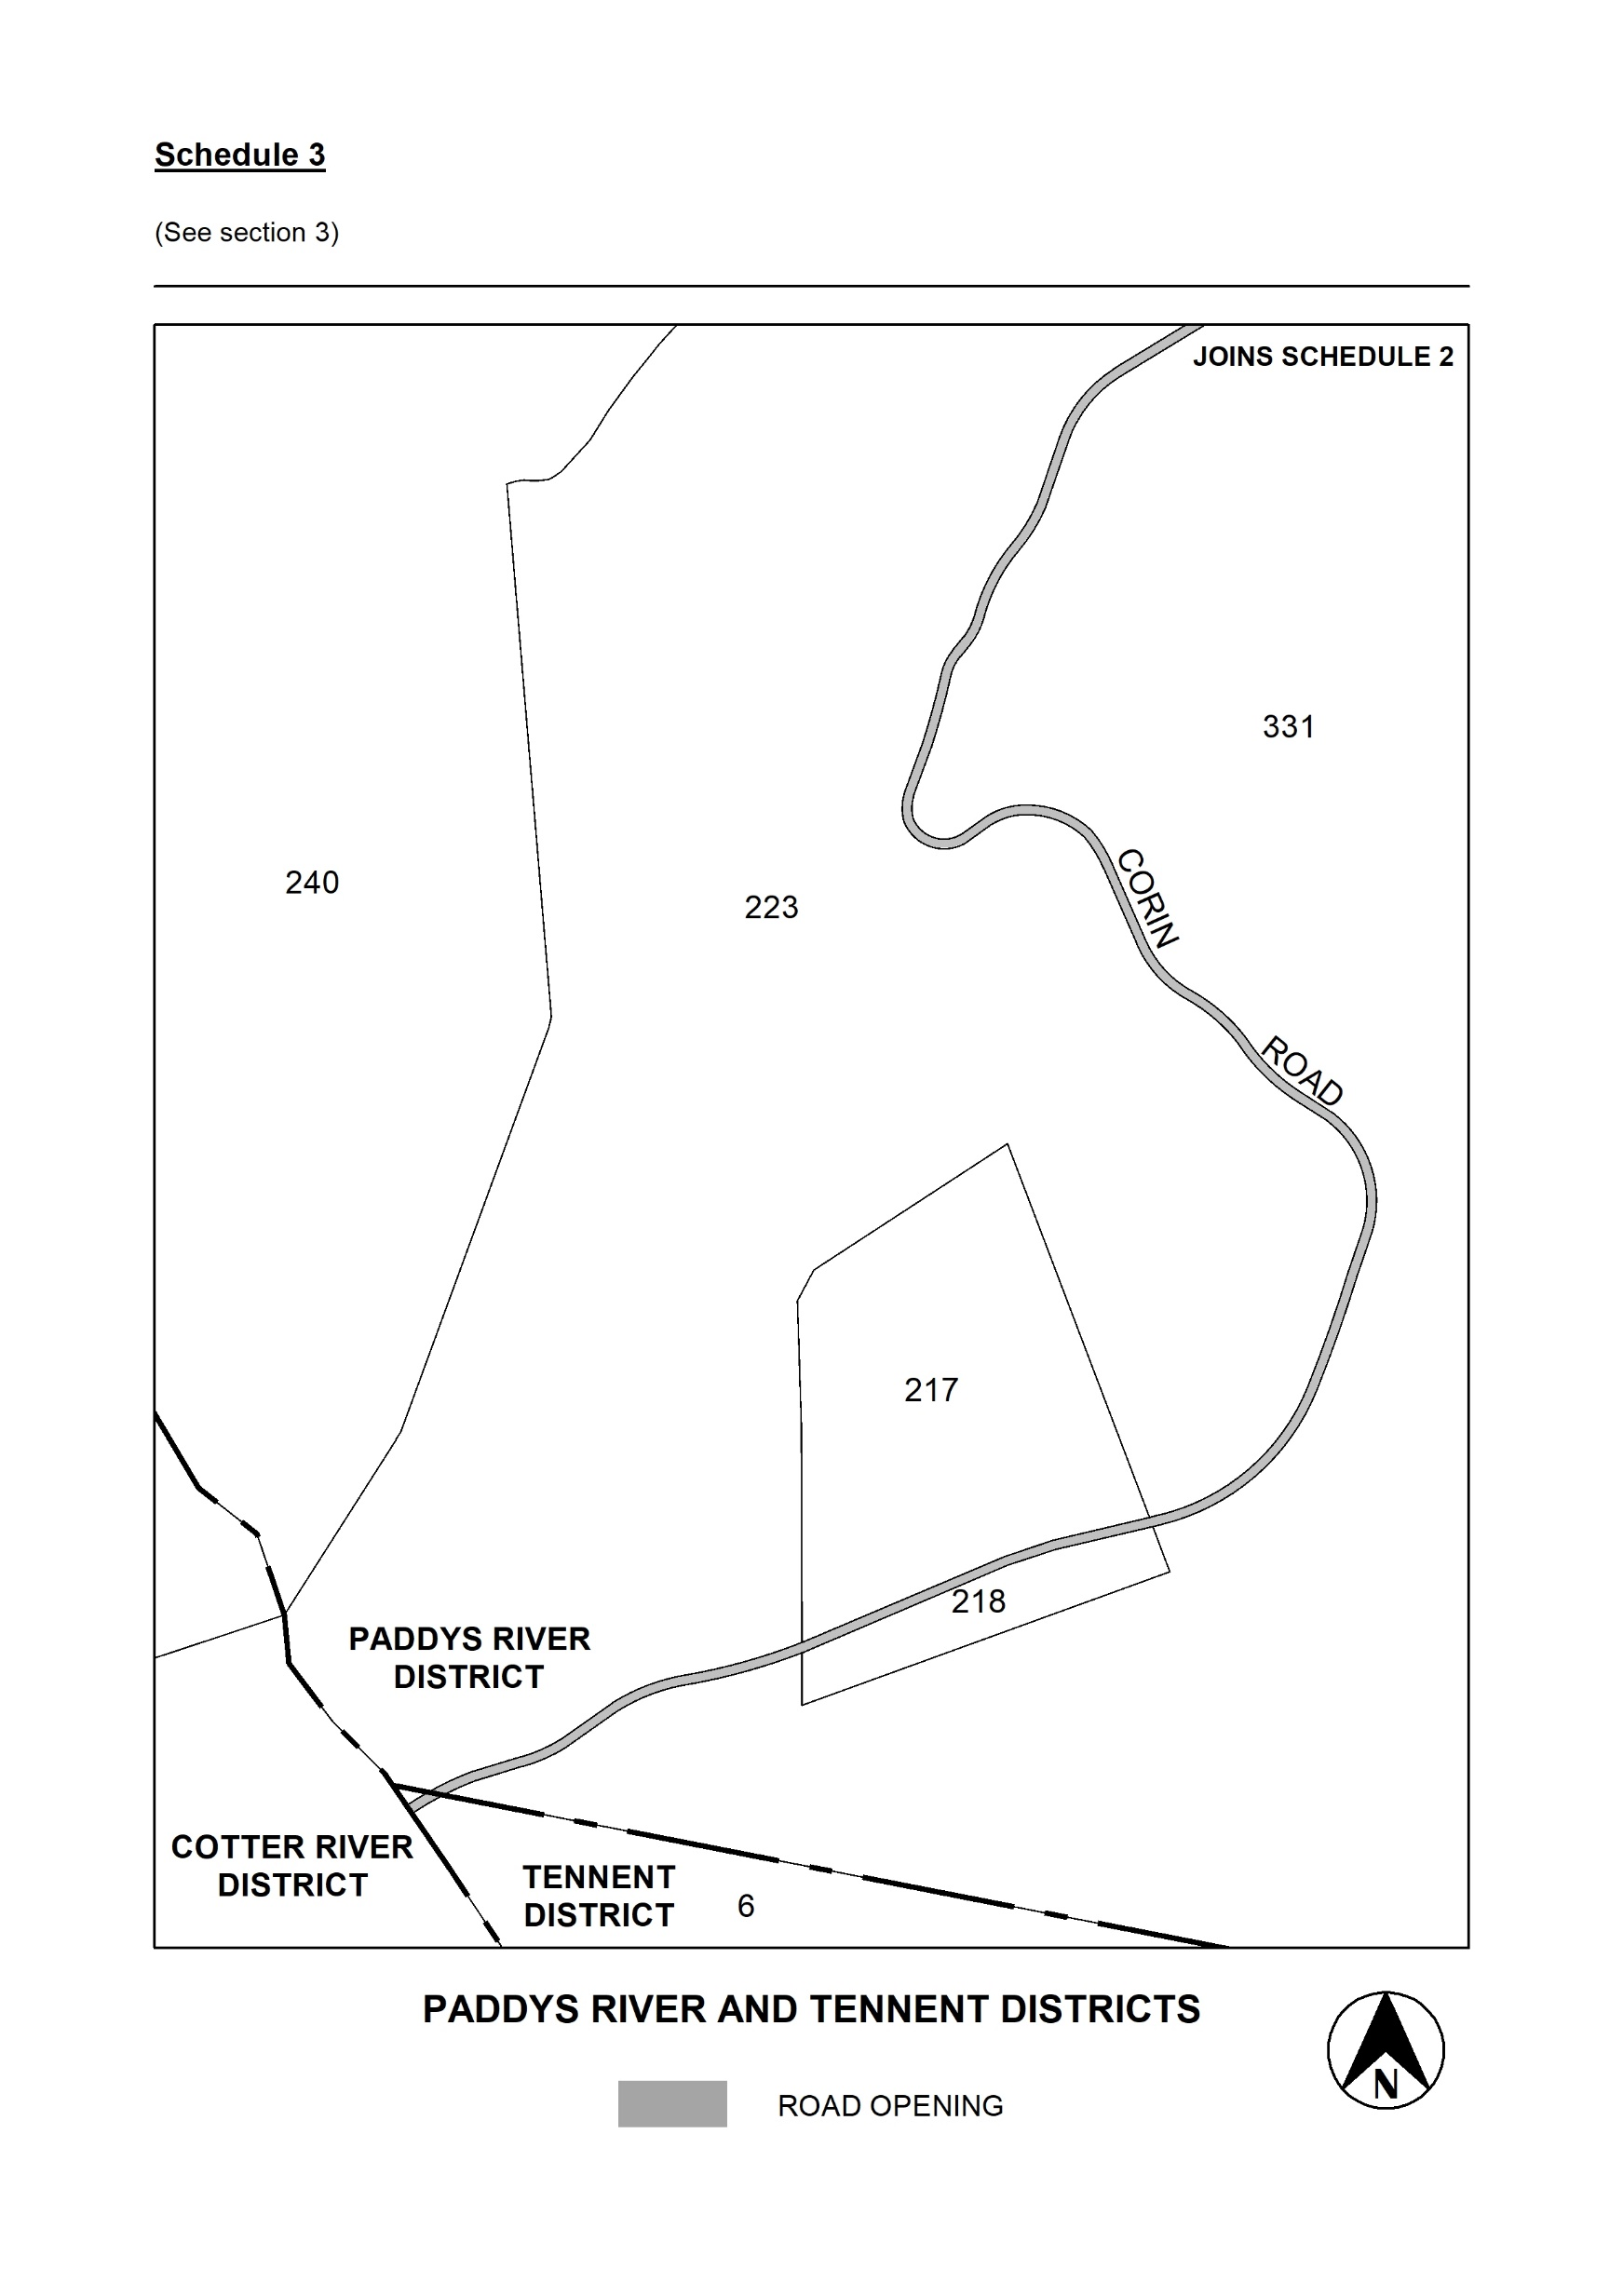 Schedule 3
(See section 3)
JOINS SCHEDULE 2
331
240
223
CORIN
ROAD
217
218
PADDYS RIVER
DISTRICT
COTTER RIVER
DISTRICT
TENNENT
DISTRICT
6
PADDYS RIVER AND TENNENT DISTRICTS
N
ROAD OPENING